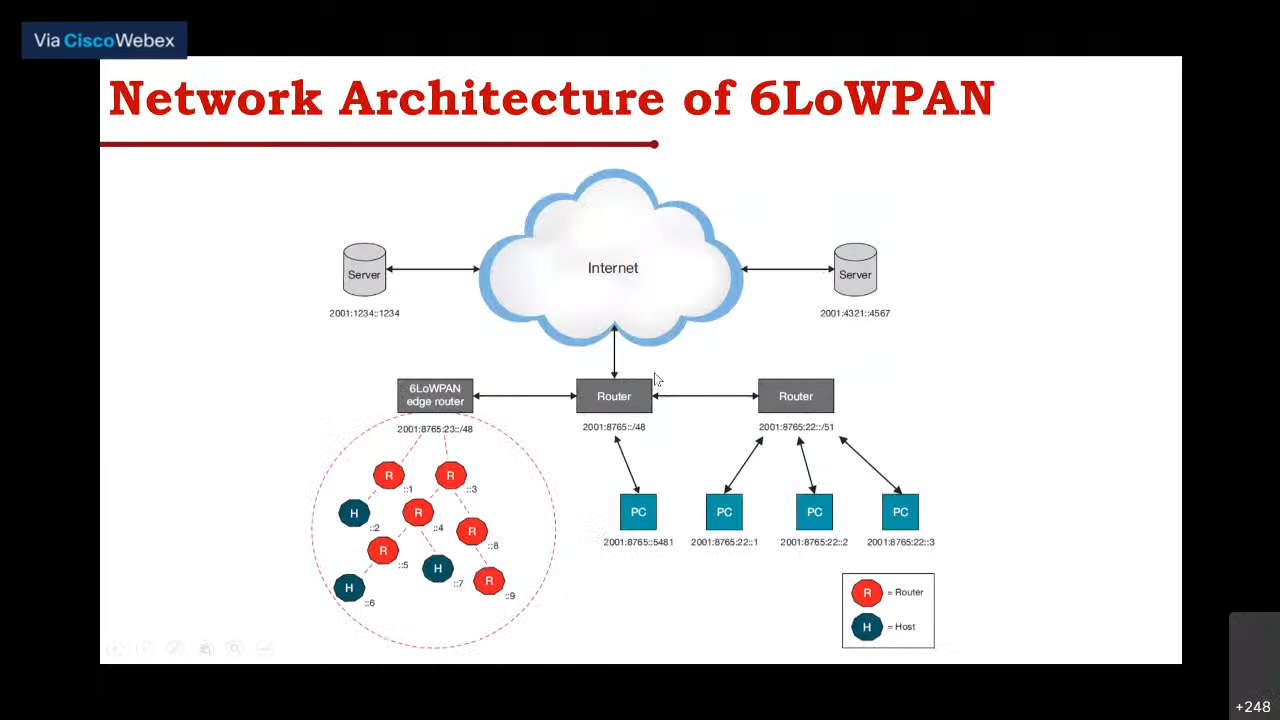 Via CiscoWebex
Network Architecture of 6LoWPAN
Internet
Server
Server
2001:1234::1234
2001:4321::4567
6LoWPAN
edge router
Router
Router
2001:8765:23::/48
2001:8765::/48
2001:8765:22::/51
R
::1
R
::3
H
::2
R
::4
R
::8
R
::5
H
::7
R
::9
H
::6
PC
PC
PC
PC
2001:8765::5481
2001:8765:22::1
2001:8765:22::2
2001:8765:22::3
R = Router
H = Host
+248